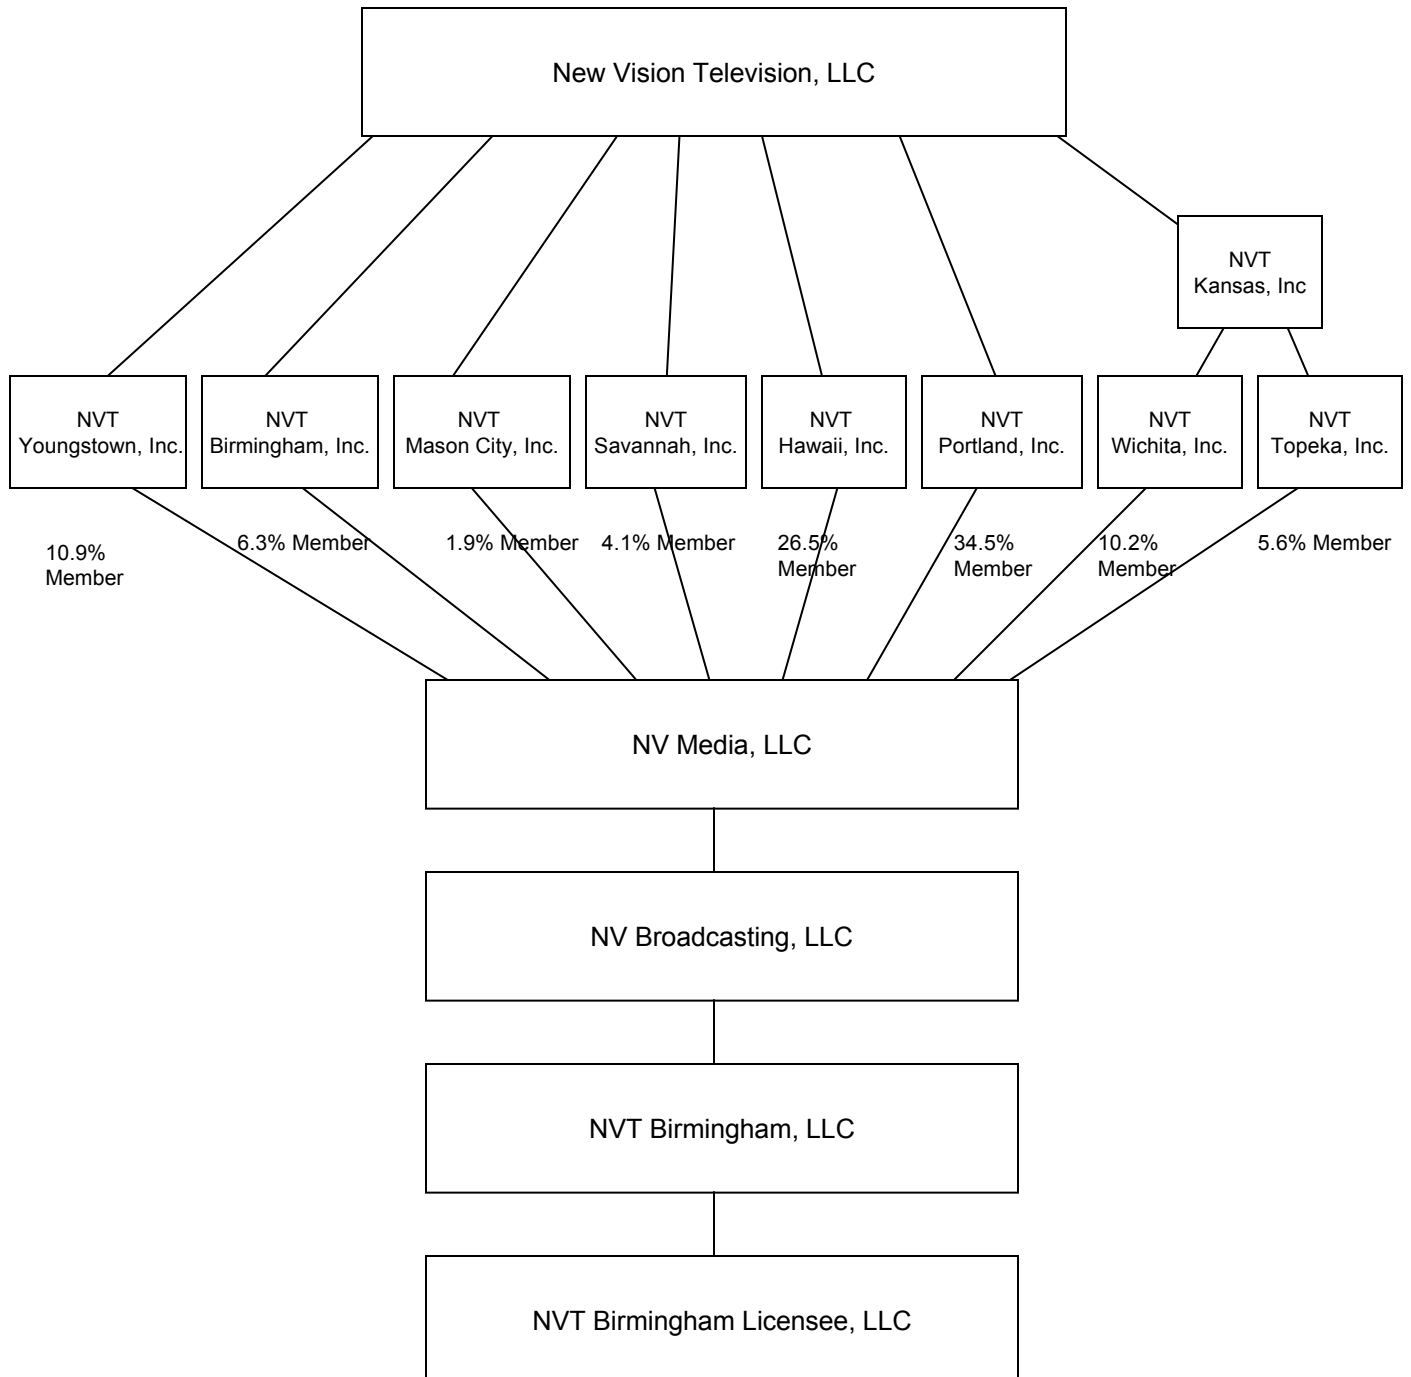 New Vision Television, LLC
NVT
Kansas, Inc
NVT
Youngstown, Inc.
NVT
Birmingham, Inc.
NVT
Mason City, Inc.
NVT
Savannah, Inc.
NVT
Hawaii, Inc.
NVT
Portland, Inc.
NVT
Wichita, Inc.
NVT
Topeka, Inc.
10.9%
Member
6.3% Member
1.9% Member
4.1% Member
26.5%
Member
34.5%
Member
10.2%
Member
5.6% Member
NV Media, LLC
NV Broadcasting, LLC
NVT Birmingham, LLC
NVT Birmingham Licensee, LLC